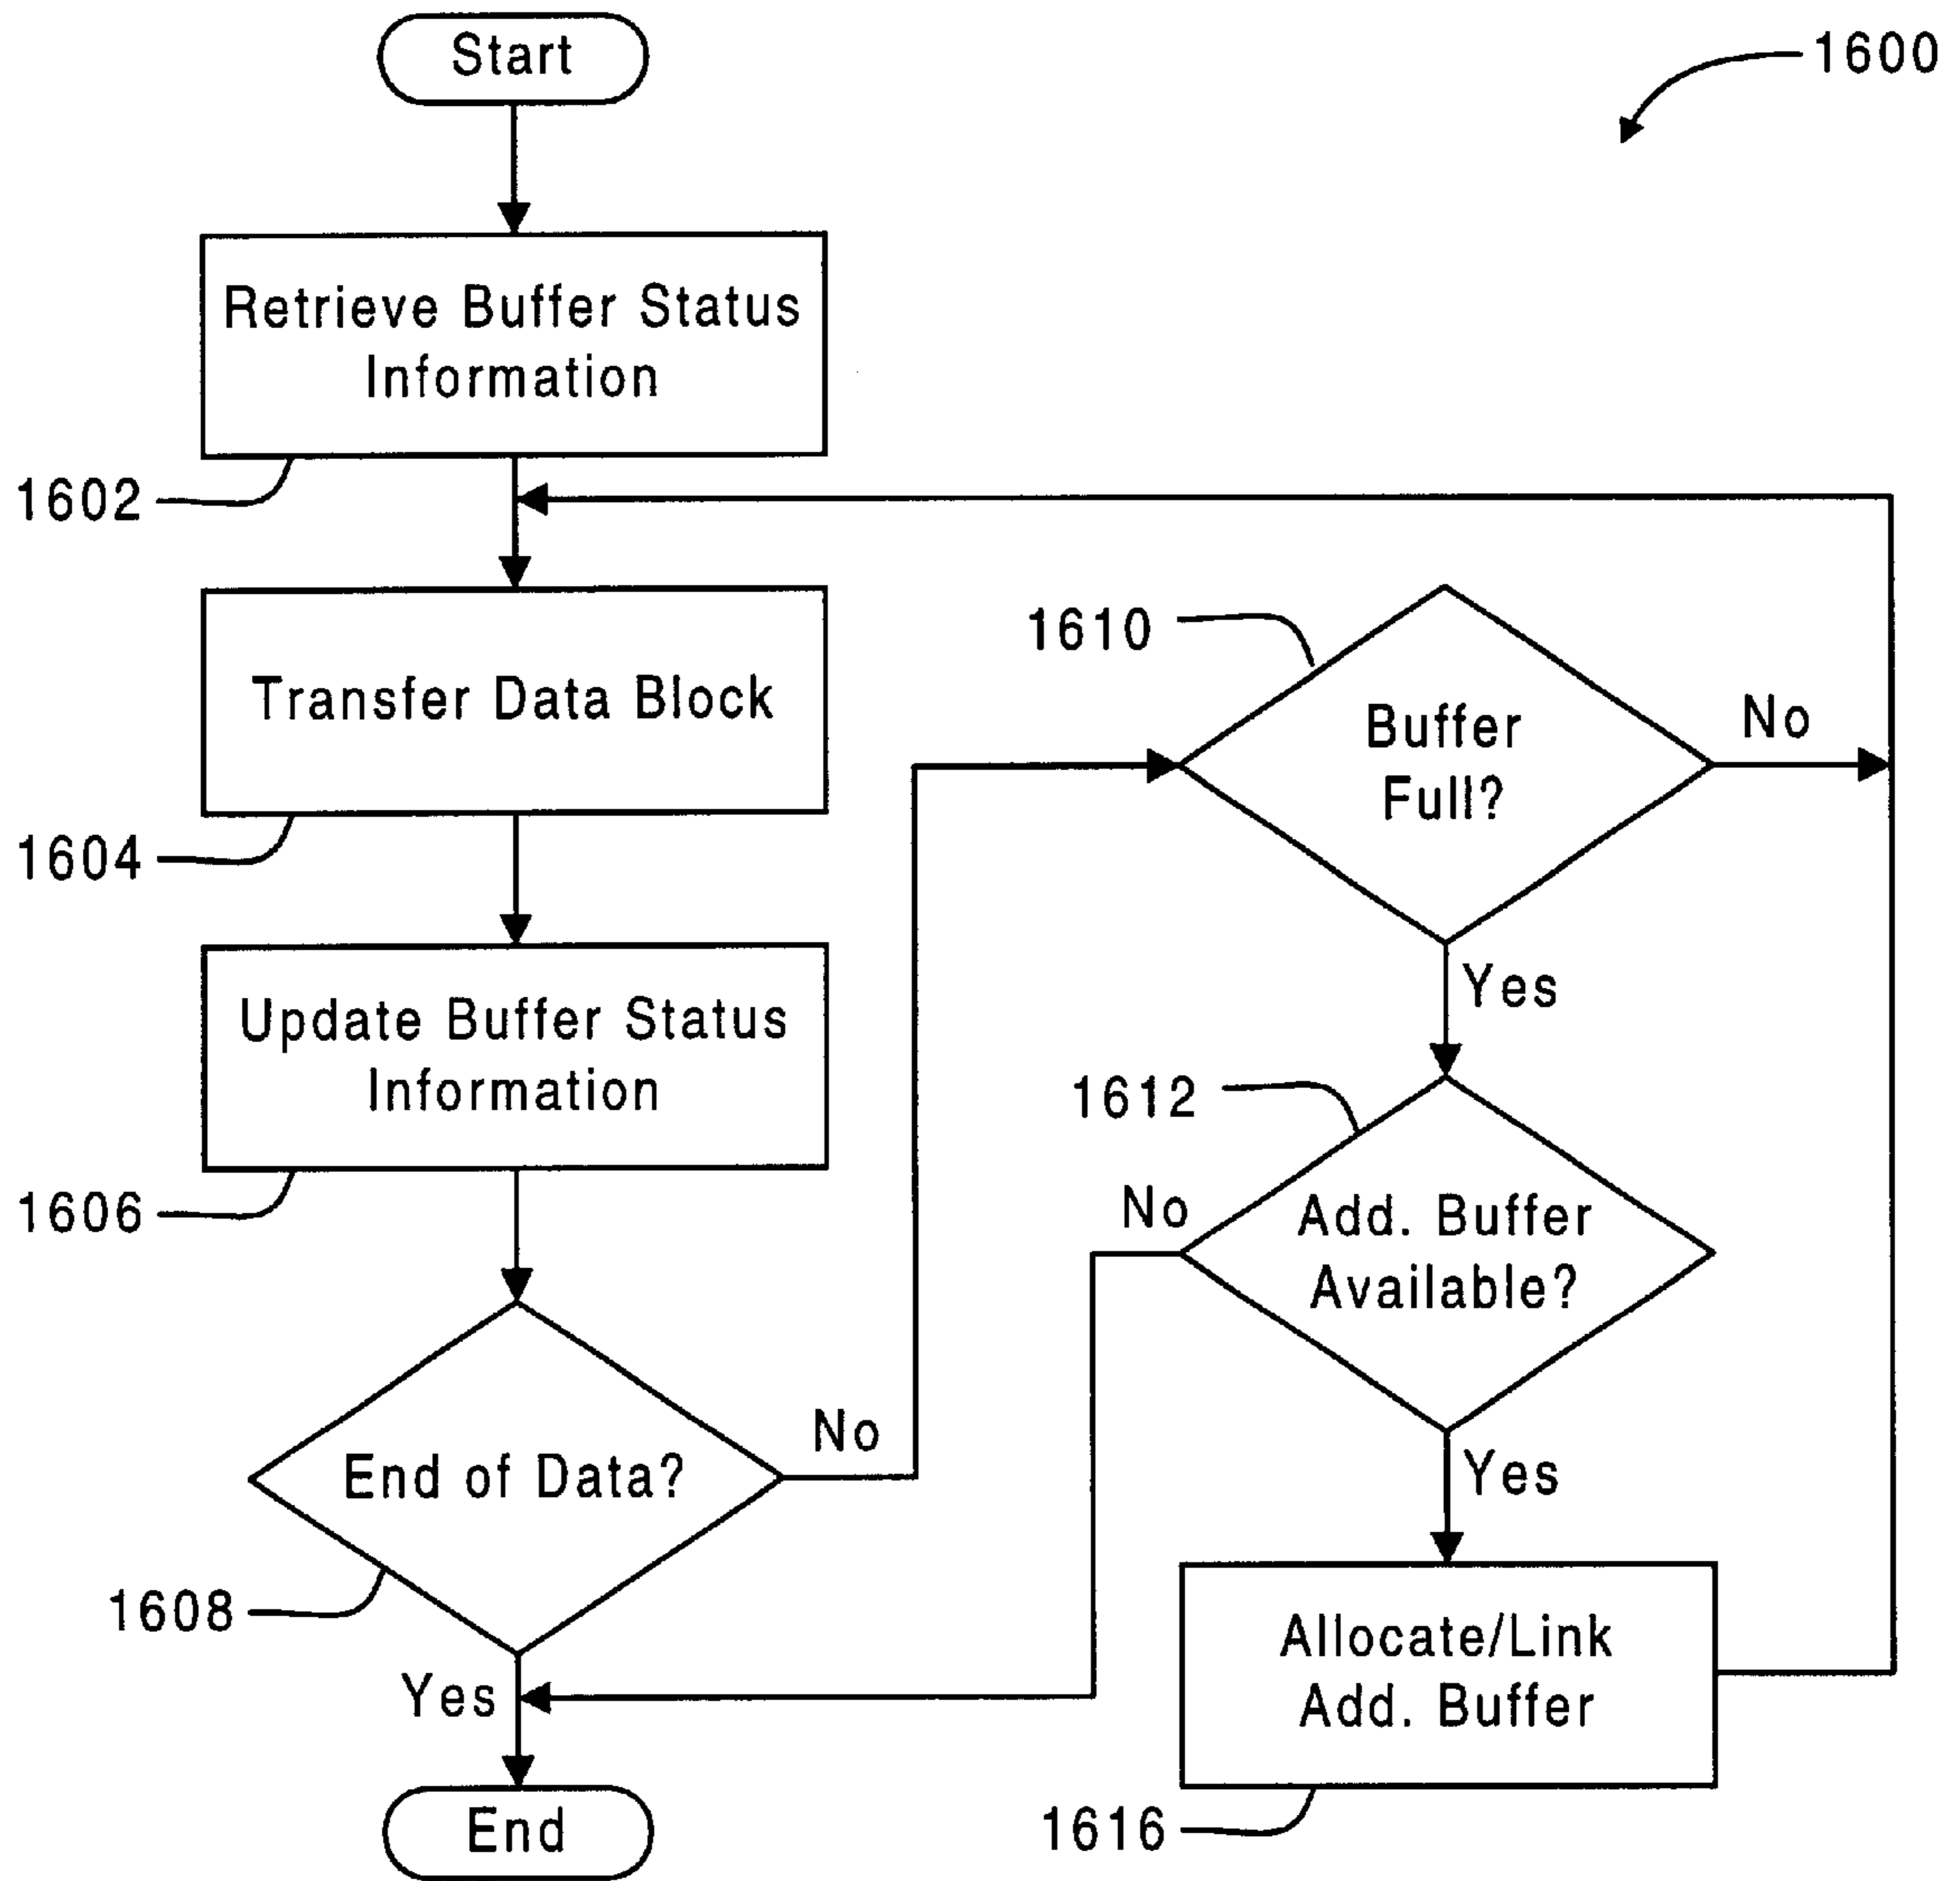 Start
1600
Retrieve Buffer Status
Information
1602
Transfer Data Block
1604
Update Buffer Status
Information
1606
End of Data?
No
1608
Yes
End
1610
Buffer
Full?
No
Yes
1612
No
Add. Buffer
Available?
Yes
Allocate/Link
Add. Buffer
1616